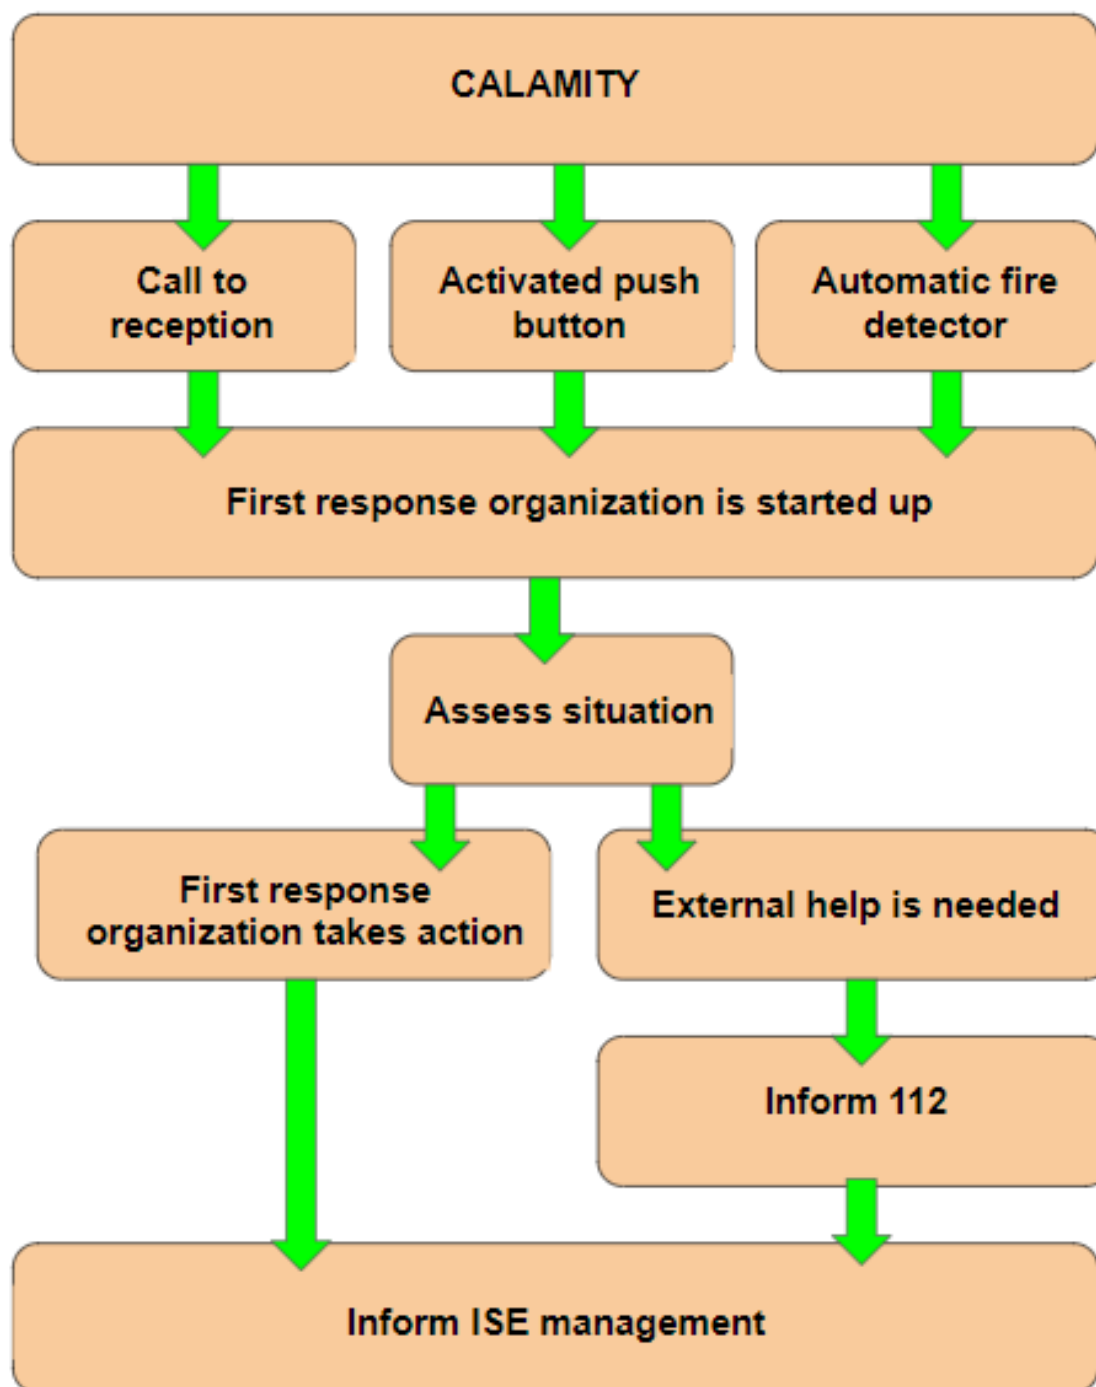 CALAMITY
Call to
reception
Activated push
button
Automatic fire
detector
First response organization is started up
Assess situation
First response
organization takes action
External help is needed
Inform 112
Inform ISE management